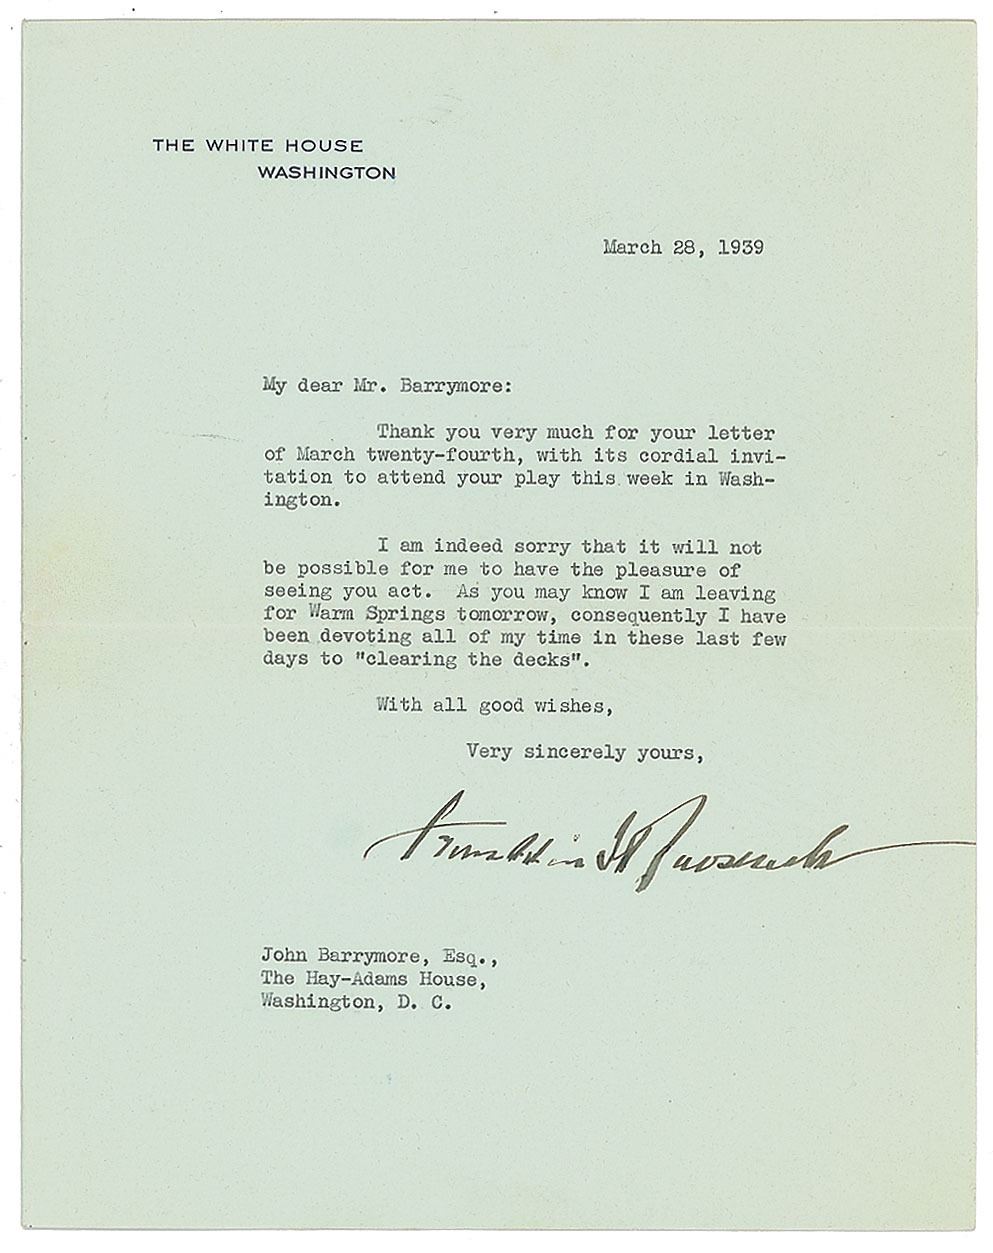 THE WHITE HOUSE
WASHINGTON
March 28, 1939
My dear Mr. Barrymore:
Thank you very much for your letter
of March twenty-fourth, with its cordial invi-
tation to attend your play this week in Wash-
ington.
I am indeed sorry that it will not
be possible for me to have the pleasure of
seeing you act. As you may know I am leaving
for Warm Springs tomorrow, consequently I have
been devoting all of my time in these last few
days to "clearing the decks".
With all good wishes,
Very sincerely yours,
Franklin D Roosevelt
John Barrymore, Esq.,
The Hay-Adams House,
Washington, D. C.